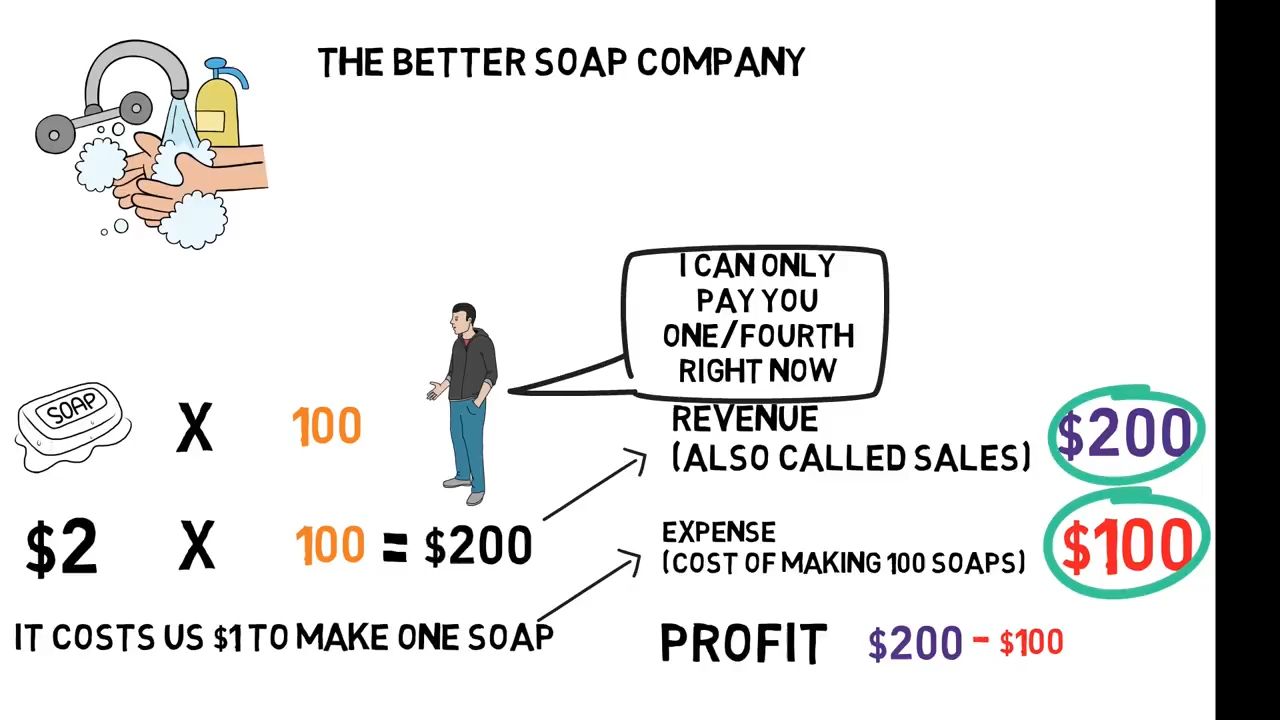 THE BETTER SOAP COMPANY
I CAN ONLY
PAY YOU
ONE/FOURTH
RIGHT NOW
SOAP X 100
REVENUE
(ALSO CALLED SALES) $200
$2 X 100 = $200
EXPENSE
(COST OF MAKING 100 SOAPS) $100
IT COSTS US $1 TO MAKE ONE SOAP
PROFIT $200 - $100